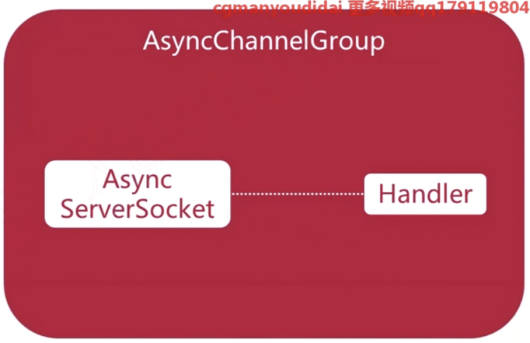 cgmanyoudidai 更多视频qq179119804
AsyncChannelGroup
Async
ServerSocket
Handler